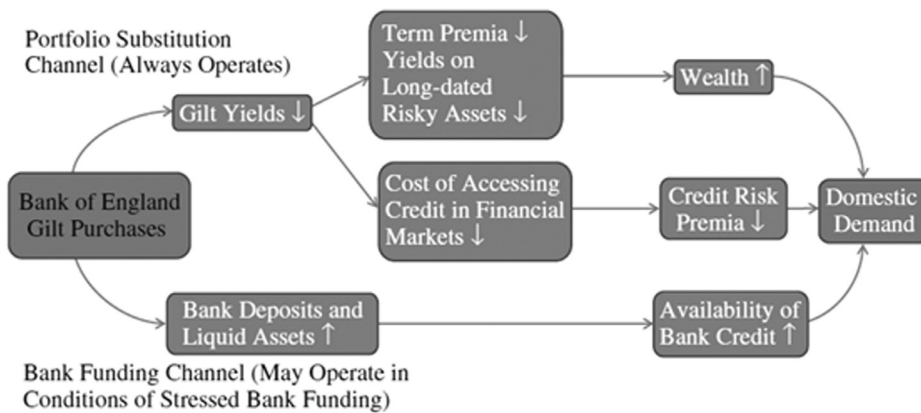 Portfolio Substitution
Channel (Always Operates)
Term Premia ↓
Yields on
Long-dated
Risky Assets ↓
Wealth ↑
Gilt Yields ↓
Bank of England
Gilt Purchases
Cost of Accessing
Credit in Financial
Markets ↓
Credit Risk
Premia ↓
Domestic
Demand
Bank Deposits and
Liquid Assets ↑
Availability of
Bank Credit ↑
Bank Funding Channel (May Operate in
Conditions of Stressed Bank Funding)